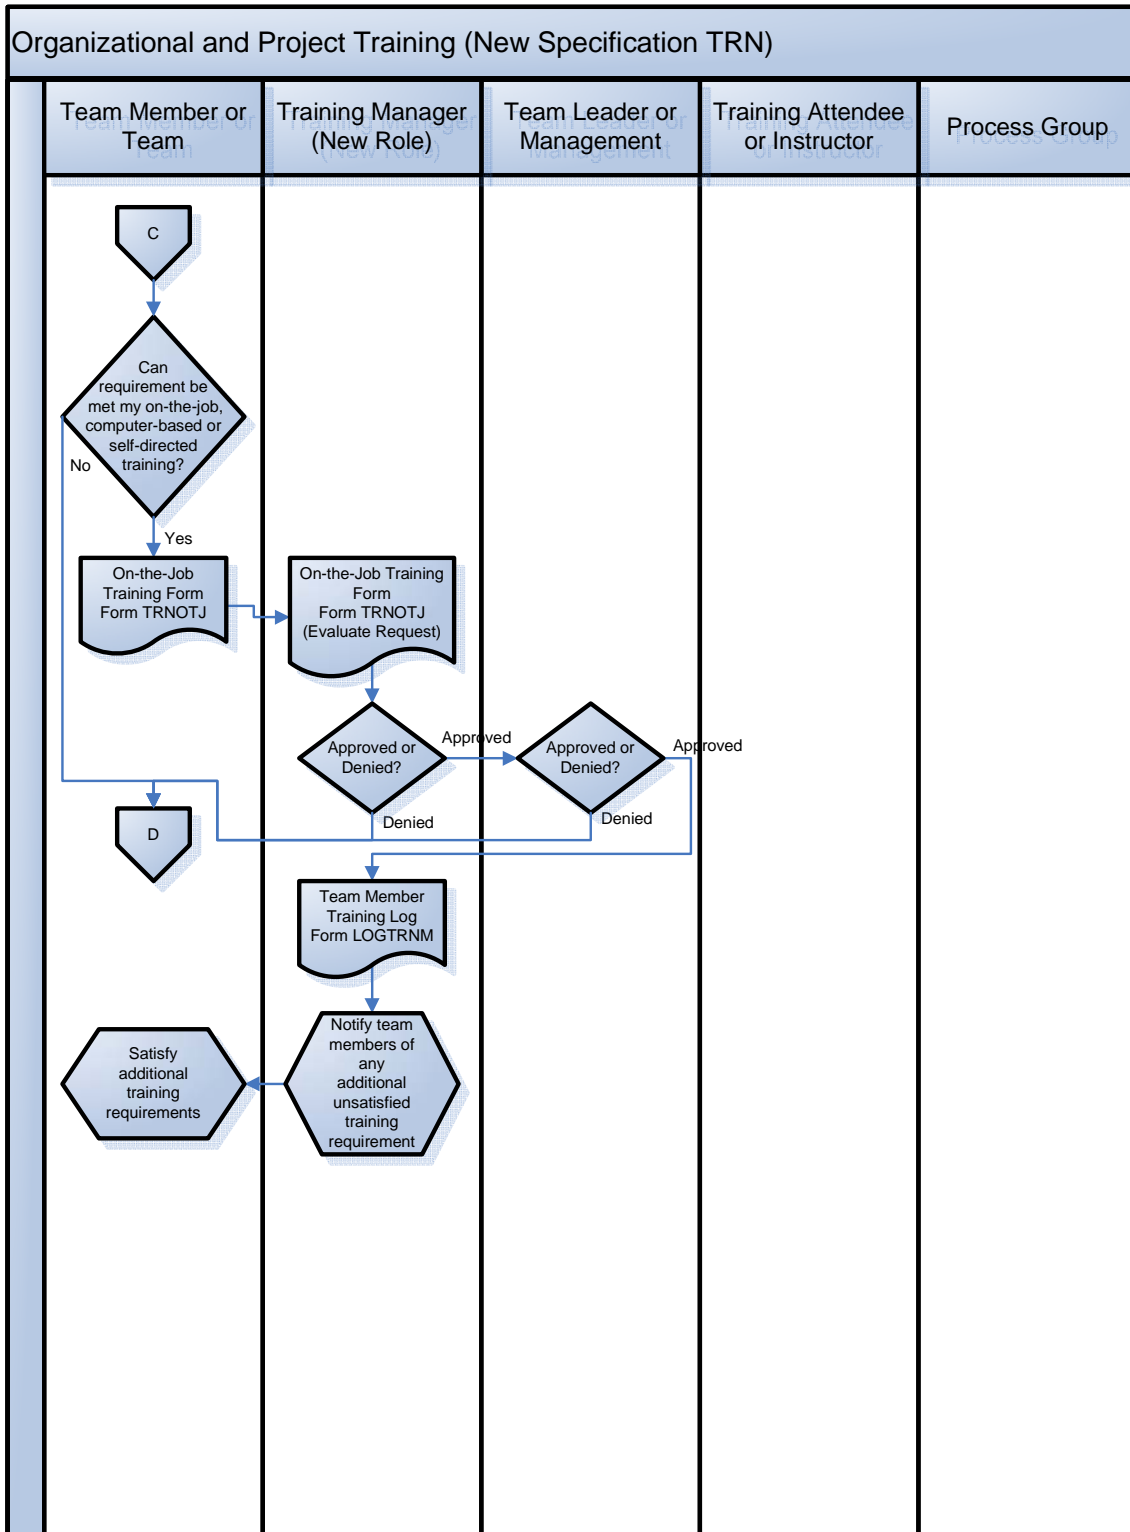 Organizational and Project Training (New Specification TRN)
Team Member or
Team
Training Manager
(New Role)
Team Leader or
Management
Training Attendee
or Instructor
Process Group
C
Can
requirement be
met my on-the-job,
computer-based or
self-directed
training?
No
Yes
On-the-Job
Training Form
Form TRNOTJ
On-the-Job Training
Form
Form TRNOTJ
(Evaluate Request)
Approved or
Denied?
Approved
Approved or
Denied?
Approved
Denied
Denied
D
Team Member
Training Log
Form LOGTRNM
Notify team
members of
any
additional
unsatisfied
training
requirement
Satisfy
additional
training
requirements